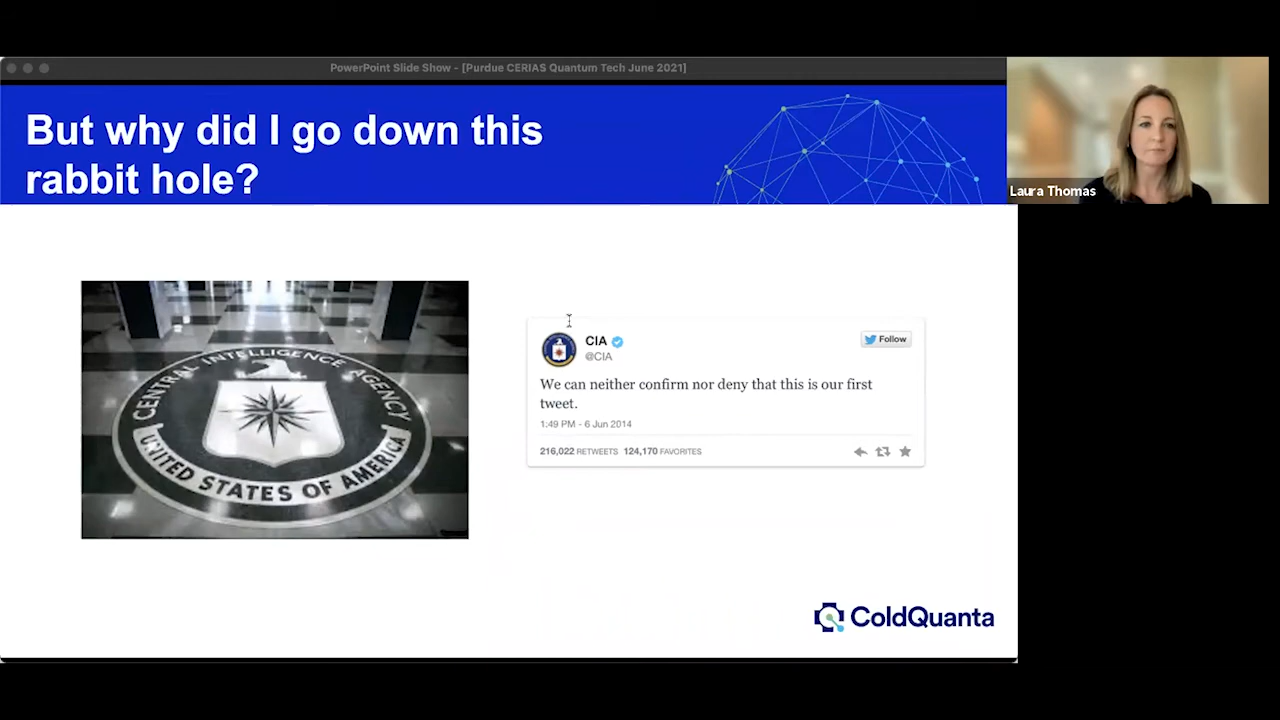 PowerPoint Slide Show - [Purdue CERIAS Quantum Tech June 2021]
But why did I go down this
rabbit hole?
Laura Thomas
CENTRAL INTELLIGENCE AGENCY
UNITED STATES OF AMERICA
CIA
@CIA
Follow
We can neither confirm nor deny that this is our first
tweet.
1:49 PM - 6 Jun 2014
216,022 RETWEETS 124,170 FAVORITES
ColdQuanta